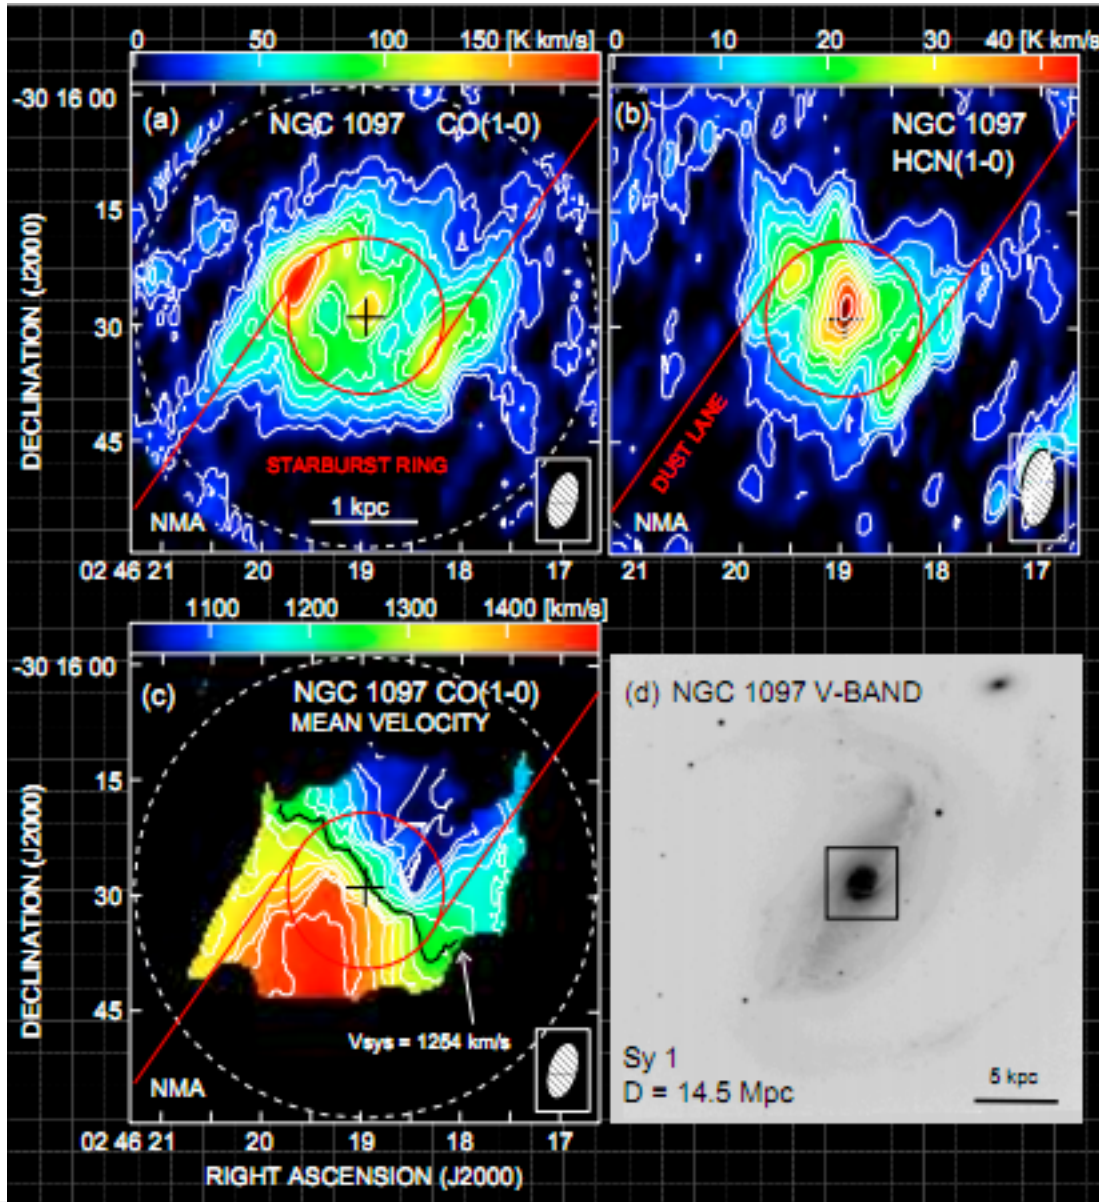 0 50 100 150 [K km/s]
0 10 20 30 40 [K km/s
-30 16 00
15
30
45
DECLINATION (J2000)
(a) NGC 1097 CO(1-0)
STARBURST RING
1 kpc
NMA
02 46 21 20 19 18 17
(b) NGC 1097
HCN(1-0)
DUST LANE
NMA
21 20 19 18 17
1100 1200 1300 1400 [km/s]
-30 16 00
15
30
45
DECLINATION (J2000)
(c) NGC 1097 CO(1-0)
MEAN VELOCITY
Vsys = 1254 km/s
NMA
02 46 21 20 19 18 17
RIGHT ASCENSION (J2000)
(d) NGC 1097 V-BAND
Sy 1
D = 14.5 Mpc
5 kpc